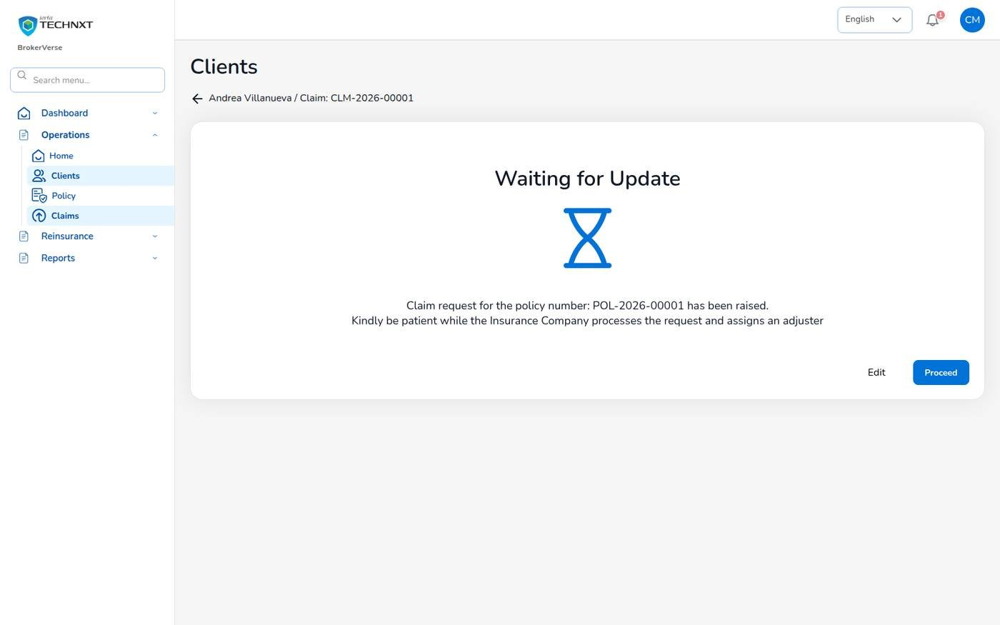 iorta
TECHNXT
BrokerVerse
Search menu...
Dashboard
Operations
Home
Clients
Policy
Claims
Reinsurance
Reports
English
1
CM
Clients
Andrea Villanueva / Claim: CLM-2026-00001
Waiting for Update
Claim request for the policy number: POL-2026-00001 has been raised.
Kindly be patient while the Insurance Company processes the request and assigns an adjuster
Edit
Proceed